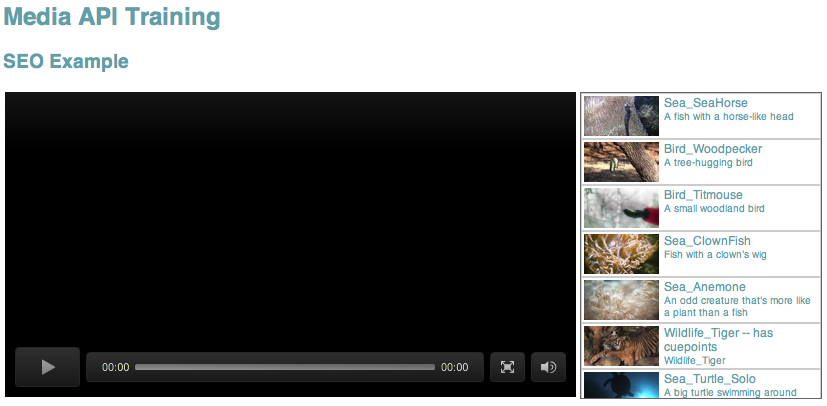 Media API Training
SEO Example
Sea_SeaHorse
A fish with a horse-like head
Bird_Woodpecker
A tree-hugging bird
Bird_Titmouse
A small woodland bird
Sea_ClownFish
Fish with a clown's wig
Sea_Anemone
An odd creature that's more like
a plant than a fish
Wildlife_Tiger -- has
cuepoints
Wildlife_Tiger
Sea_Turtle_Solo
A big turtle swimming around
00:00
00:00